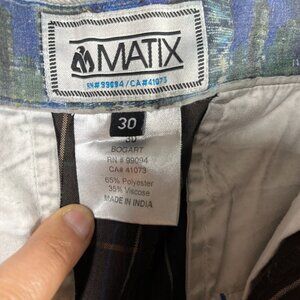 MATIX
RN#99094 / CA#41073
30
30
BOGART
RN # 99094
CA# 41073
65% Polyester
35% Viscose
MADE IN INDIA